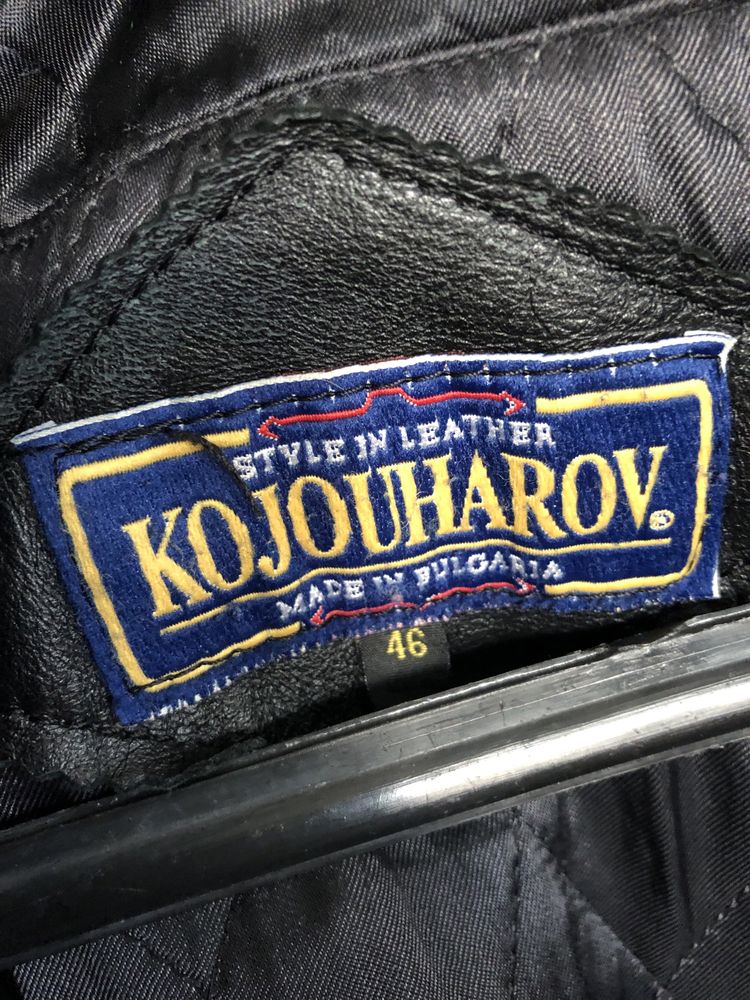 STYLE IN LEATHER
KOJOUHAROV®
MADE IN BULGARIA
46